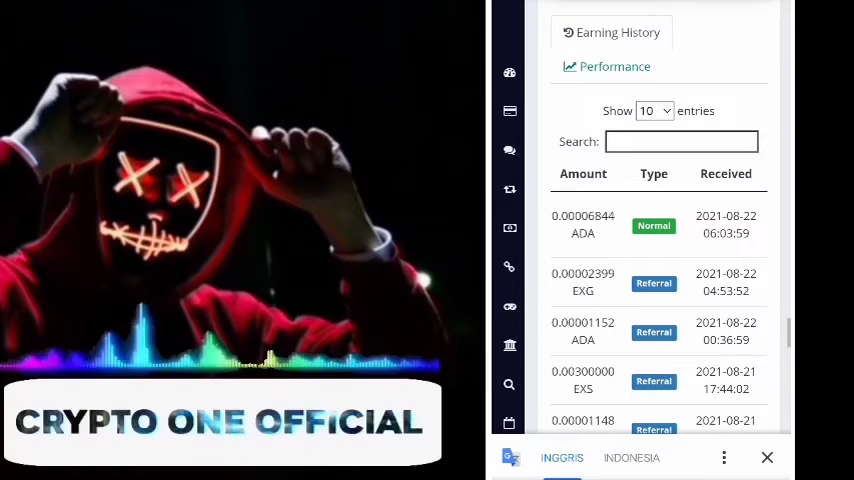 CRYPTO ONE OFFICIAL
Earning History
Performance
Show 10 entries
Search:
Amount Type Received
0.00006844 ADA Normal 2021-08-22 06:03:59
0.00002399 EXG Referral 2021-08-22 04:53:52
0.00001152 ADA Referral 2021-08-22 00:36:59
0.00300000 EXS Referral 2021-08-21 17:44:02
0.00001148 Referral 2021-08-21
INGGRIS INDONESIA